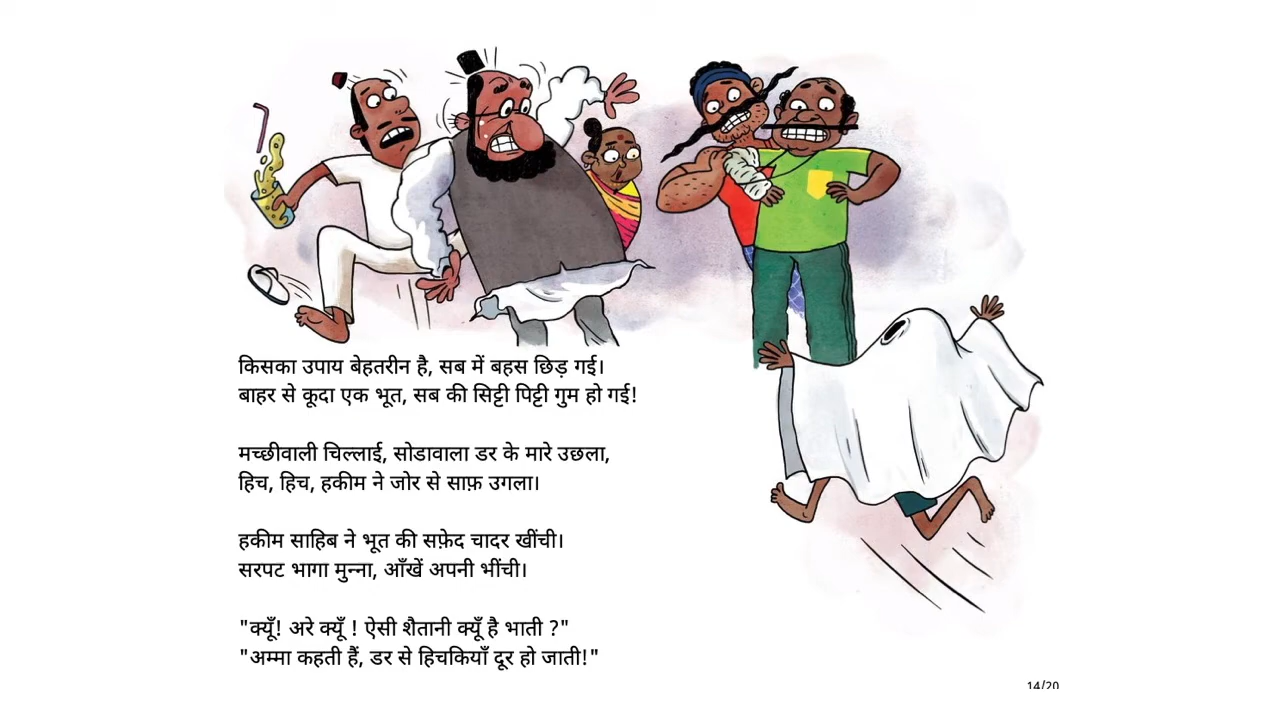 किसका उपाय बेहतरीन है, सब में बहस छिड़ गई।
बाहर से कूदा एक भूत, सब की सिट्टी पिट्टी गुम हो गई!
मच्छीवाली चिल्लाई, सोडावाला डर के मारे उछला,
हिच, हिच, हकीम ने जोर से साफ़ उगला।
हकीम साहिब ने भूत की सफ़ेद चादर खींची।
सरपट भागा मुन्ना, आँखें अपनी भींची।
"क्यूँ! अरे क्यूँ ! ऐसी शैतानी क्यूँ है भाती ?"
"अम्मा कहती हैं, डर से हिचकियाँ दूर हो जाती!"
14/20